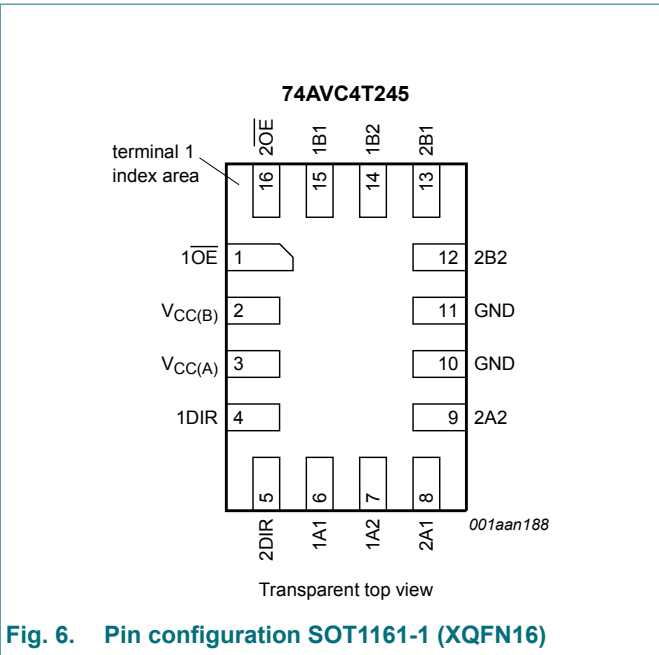 74AVC4T245
terminal 1
index area
2O̅E̅
1B1
1B2
2B1
16
15
14
13
1O̅E̅
1
12
2B2
VCC(B)
2
11
GND
VCC(A)
3
10
GND
1DIR
4
9
2A2
5
6
7
8
2DIR
1A1
1A2
2A1
001aan188
Transparent top view
Fig. 6. Pin configuration SOT1161-1 (XQFN16)